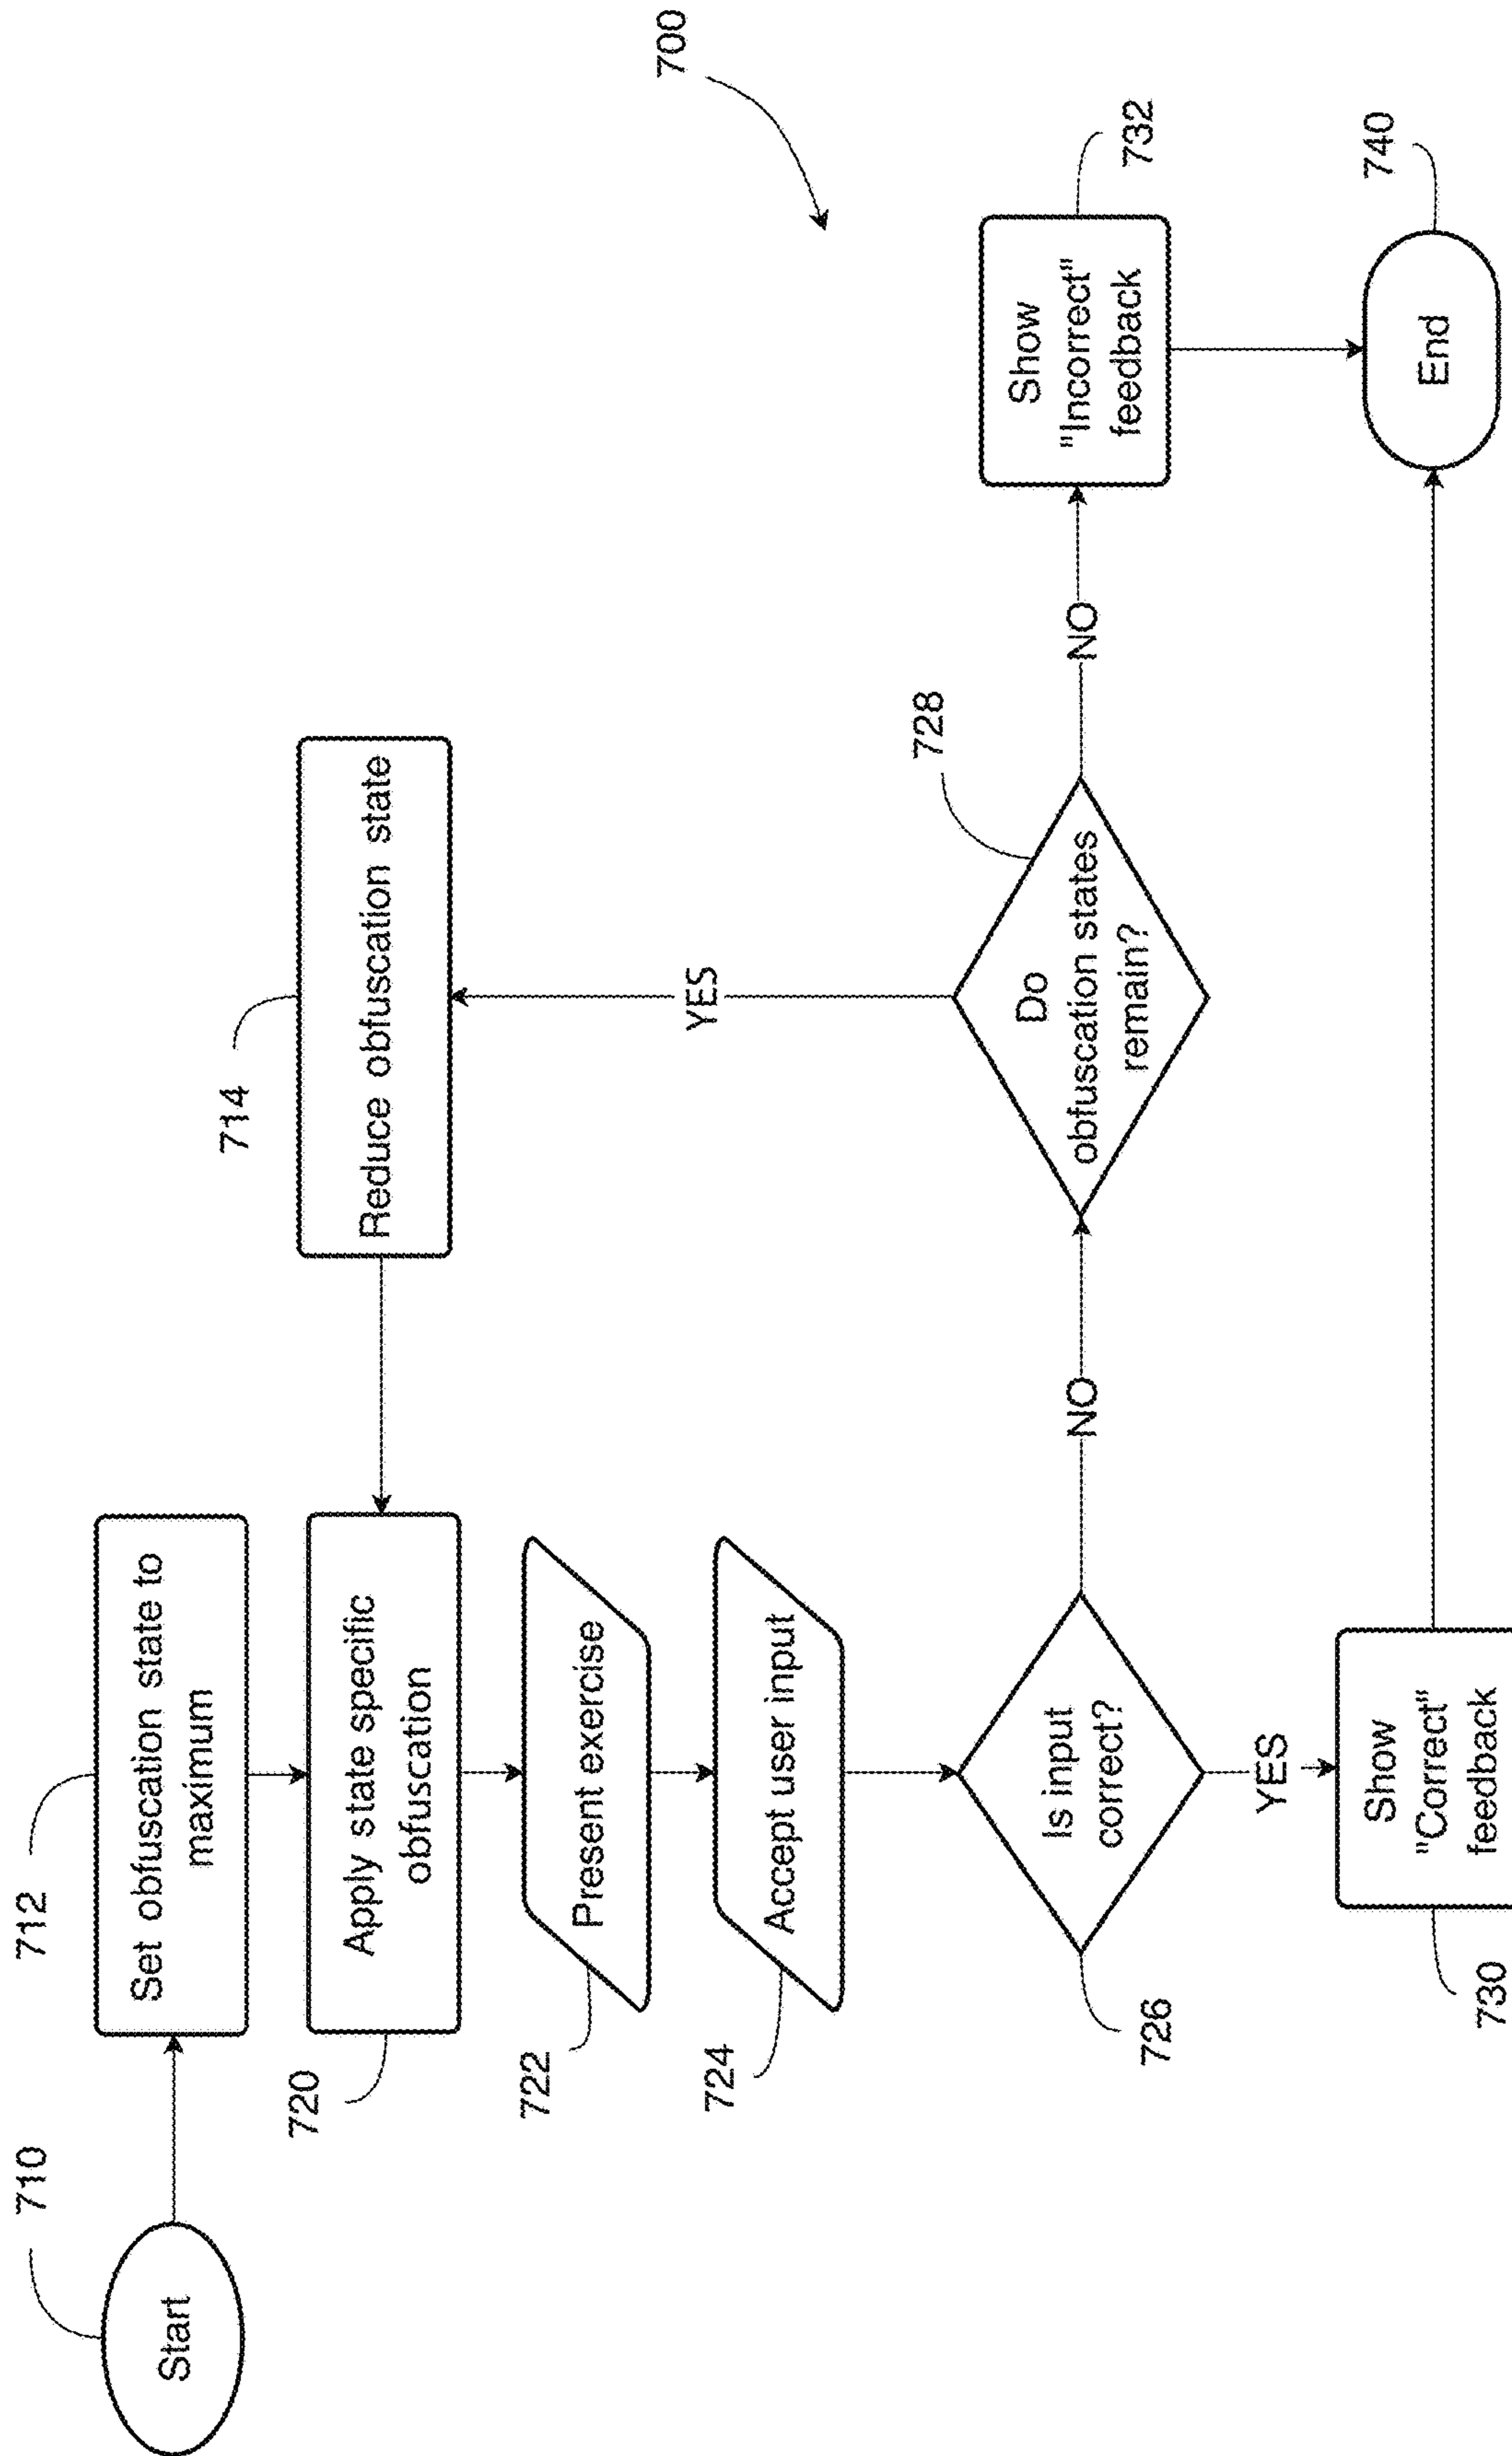 700
710
Start
712
Set obfuscation state to
maximum
714
Reduce obfuscation state
720
Apply state specific
obfuscation
722
Present exercise
724
Accept user input
726
Is input
correct?
NO
728
Do
obfuscation states
remain?
YES
NO
732
Show
"Incorrect"
feedback
YES
730
Show
"Correct"
feedback
740
End